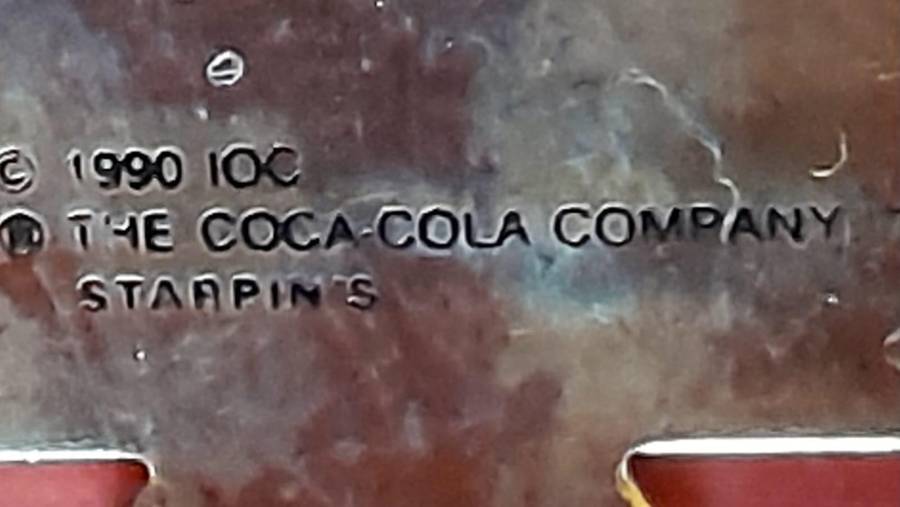 © 1990 IOC
® THE COCA-COLA COMPANY
STARPIN'S